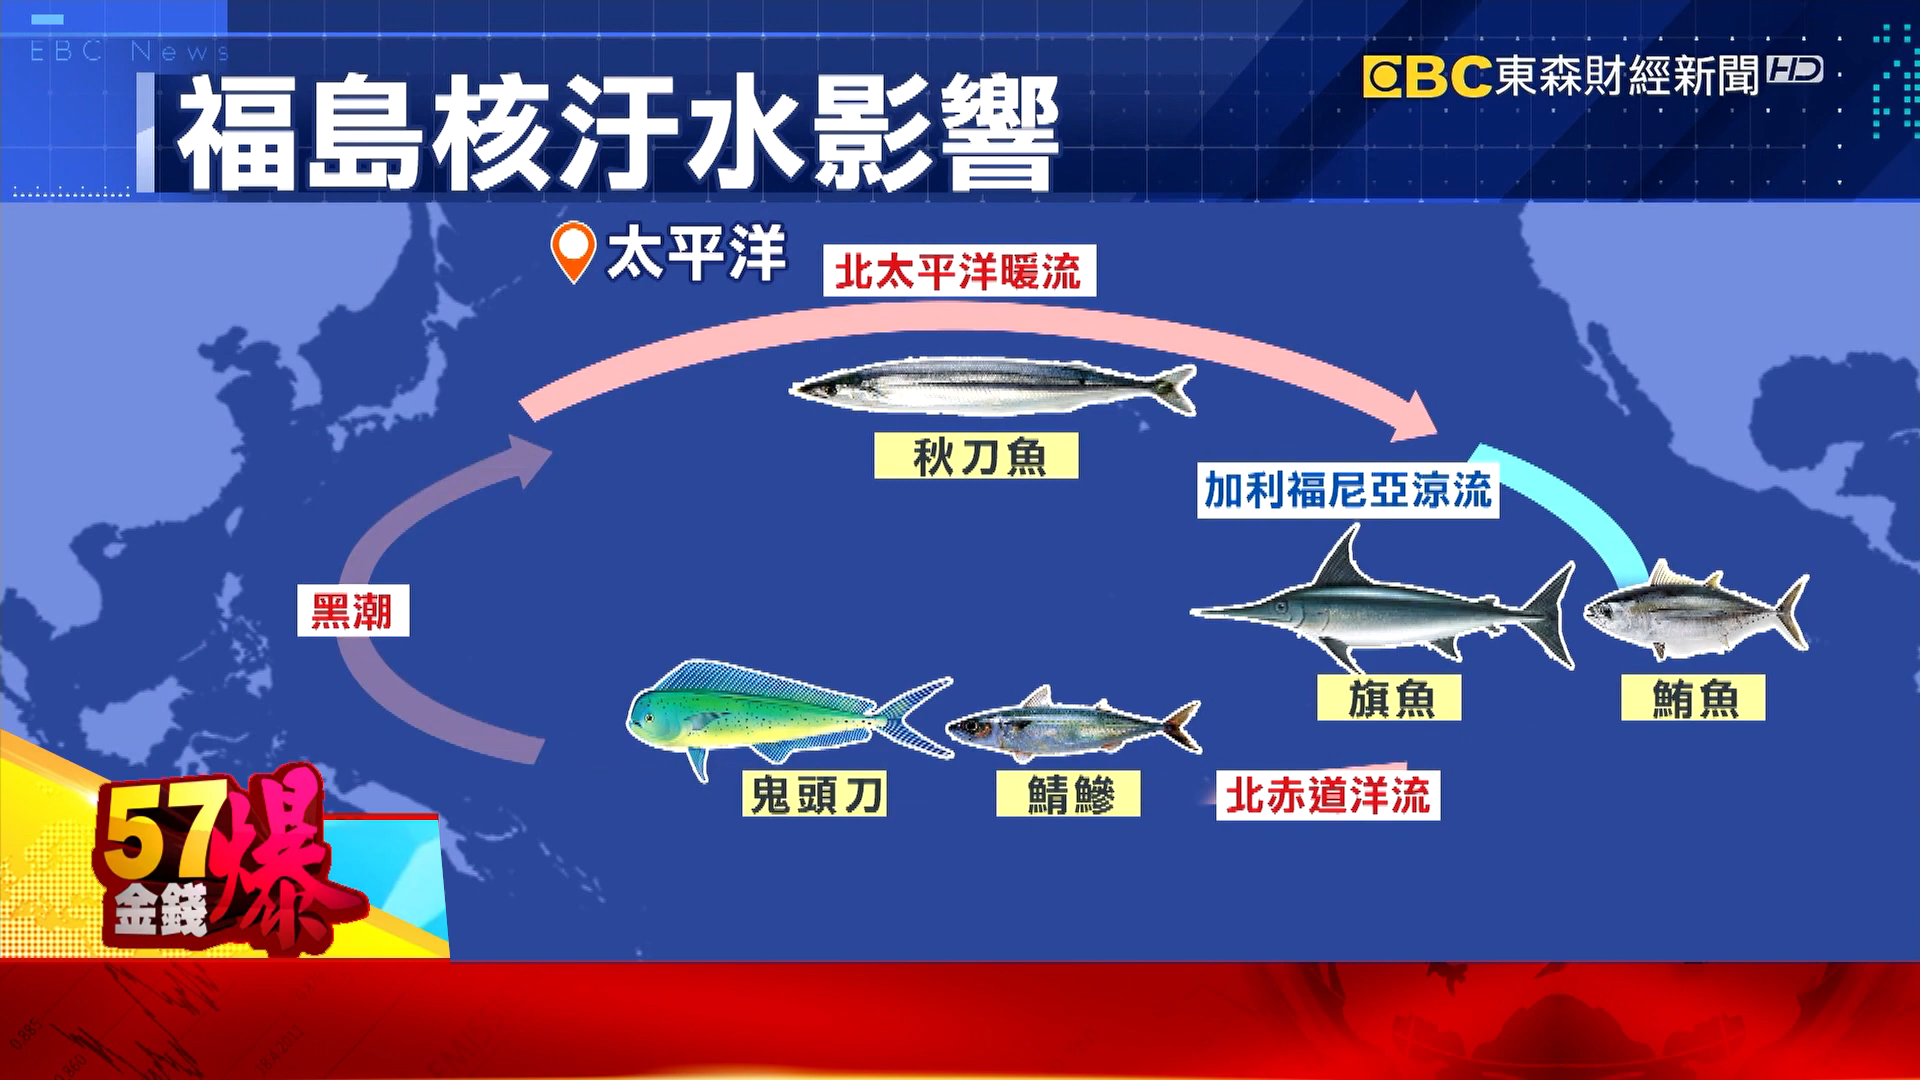 EBC News
福島核汙水影響
EBC東森財經新聞HD
太平洋
北太平洋暖流
秋刀魚
加利福尼亞涼流
黑潮
旗魚
鮪魚
鬼頭刀
鯖鰺
北赤道洋流
57爆
金錢